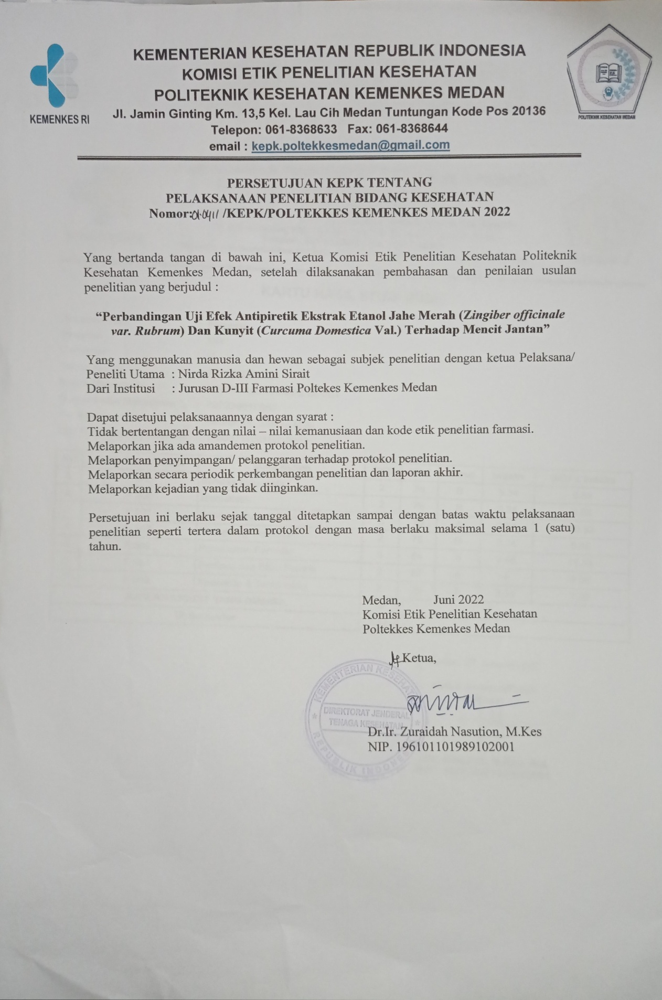 KEMENTERIAN KESEHATAN REPUBLIK INDONESIA
KOMISI ETIK PENELITIAN KESEHATAN
POLITEKNIK KESEHATAN KEMENKES MEDAN
Jl. Jamin Ginting Km. 13,5 Kel. Lau Cih Medan Tuntungan Kode Pos 20136
Telepon: 061-8368633 Fax: 061-8368644
email : kepk.poltekkesmedan@gmail.com
KEMENKES RI
POLITEKNIK KESEHATAN MEDAN
PERSETUJUAN KEPK TENTANG
PELAKSANAAN PENELITIAN BIDANG KESEHATAN
Nomor: /KEPK/POLTEKKES KEMENKES MEDAN 2022
Yang bertanda tangan di bawah ini, Ketua Komisi Etik Penelitian Kesehatan Politeknik
Kesehatan Kemenkes Medan, setelah dilaksanakan pembahasan dan penilaian usulan
penelitian yang berjudul :
“Perbandingan Uji Efek Antipiretik Ekstrak Etanol Jahe Merah (Zingiber officinale
var. Rubrum) Dan Kunyit (Curcuma Domestica Val.) Terhadap Mencit Jantan”
Yang menggunakan manusia dan hewan sebagai subjek penelitian dengan ketua Pelaksana/
Peneliti Utama : Nirda Rizka Amini Sirait
Dari Institusi : Jurusan D-III Farmasi Poltekes Kemenkes Medan
Dapat disetujui pelaksanaannya dengan syarat :
Tidak bertentangan dengan nilai – nilai kemanusiaan dan kode etik penelitian farmasi.
Melaporkan jika ada amandemen protokol penelitian.
Melaporkan penyimpangan/ pelanggaran terhadap protokol penelitian.
Melaporkan secara periodik perkembangan penelitian dan laporan akhir.
Melaporkan kejadian yang tidak diinginkan.
Persetujuan ini berlaku sejak tanggal ditetapkan sampai dengan batas waktu pelaksanaan
penelitian seperti tertera dalam protokol dengan masa berlaku maksimal selama 1 (satu)
tahun.
Medan, Juni 2022
Komisi Etik Penelitian Kesehatan
Poltekkes Kemenkes Medan
Ketua,
KEMENTERIAN KESEHATAN
DIREKTORAT JENDERAL
TENAGA KESEHATAN
REPUBLIK INDONESIA
Dr.Ir. Zuraidah Nasution, M.Kes
NIP. 196101101989102001